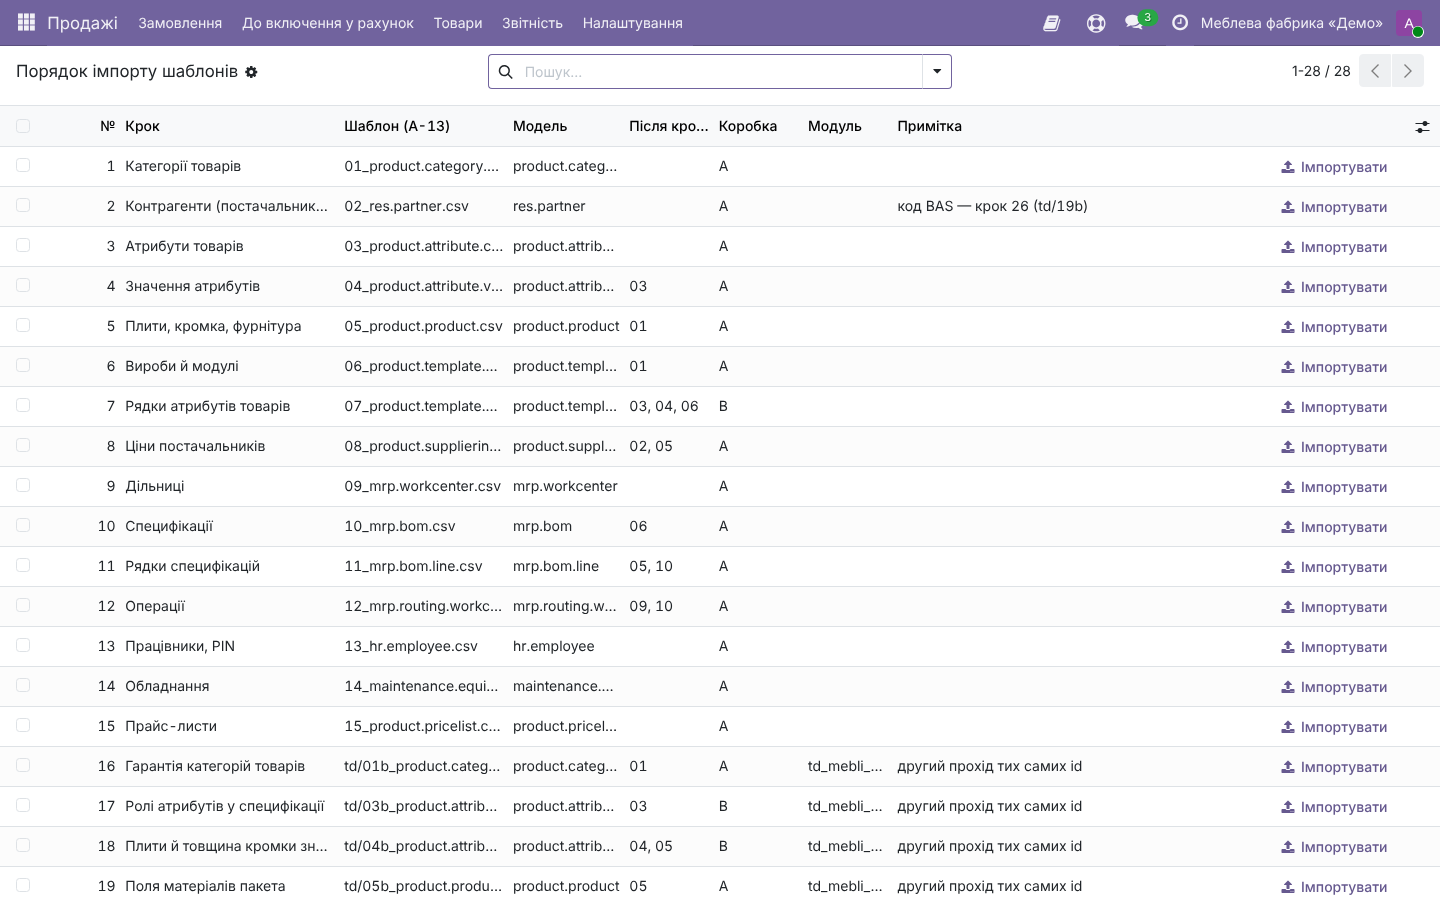 Продажі Замовлення До включення у рахунок Товари Звітність Налаштування 3 Меблева фабрика «Демо» A
Порядок імпорту шаблонів Пошук... 1-28 / 28
№ Крок Шаблон (А-13) Модель Після кро... Коробка Модуль Примітка
1 Категорії товарів 01_product.category.... product.categ... A Імпортувати
2 Контрагенти (постачальник... 02_res.partner.csv res.partner A код BAS — крок 26 (td/19b) Імпортувати
3 Атрибути товарів 03_product.attribute.c... product.attrib... A Імпортувати
4 Значення атрибутів 04_product.attribute.v... product.attrib... 03 A Імпортувати
5 Плити, кромка, фурнітура 05_product.product.csv product.product 01 A Імпортувати
6 Вироби й модулі 06_product.template.... product.templ... 01 A Імпортувати
7 Рядки атрибутів товарів 07_product.template.... product.templ... 03, 04, 06 B Імпортувати
8 Ціни постачальників 08_product.supplierin... product.suppl... 02, 05 A Імпортувати
9 Дільниці 09_mrp.workcenter.csv mrp.workcenter A Імпортувати
10 Специфікації 10_mrp.bom.csv mrp.bom 06 A Імпортувати
11 Рядки специфікацій 11_mrp.bom.line.csv mrp.bom.line 05, 10 A Імпортувати
12 Операції 12_mrp.routing.workc... mrp.routing.w... 09, 10 A Імпортувати
13 Працівники, PIN 13_hr.employee.csv hr.employee A Імпортувати
14 Обладнання 14_maintenance.equi... maintenance.... A Імпортувати
15 Прайс-листи 15_product.pricelist.c... product.pricel... A Імпортувати
16 Гарантія категорій товарів td/01b_product.categ... product.categ... 01 A td_mebli_... другий прохід тих самих id Імпортувати
17 Ролі атрибутів у специфікації td/03b_product.attrib... product.attrib... 03 B td_mebli_... другий прохід тих самих id Імпортувати
18 Плити й товщина кромки зн... td/04b_product.attrib... product.attrib... 04, 05 B td_mebli_... другий прохід тих самих id Імпортувати
19 Поля матеріалів пакета td/05b_product.produ... product.product 05 A td_mebli_... другий прохід тих самих id Імпортувати